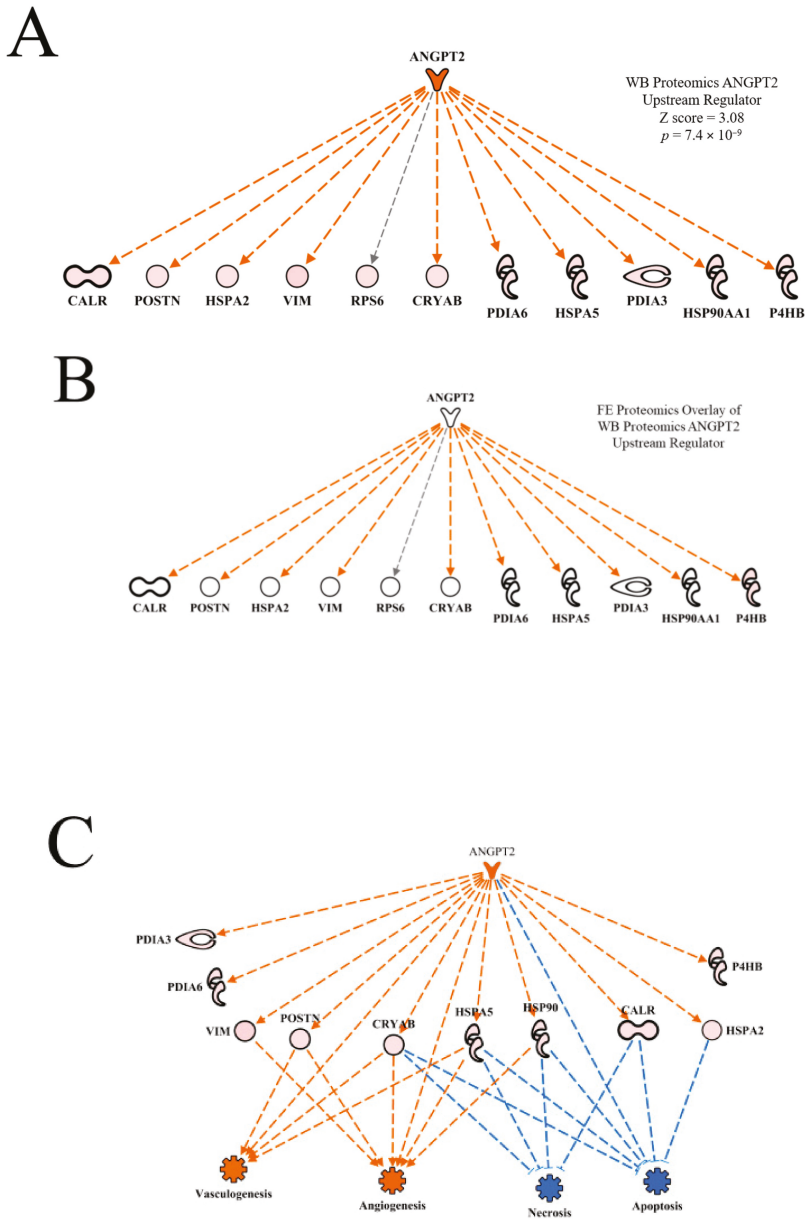 A
ANGPT2
WB Proteomics ANGPT2
Upstream Regulator
Z score = 3.08
p = 7.4 × 10⁻⁹
CALR
POSTN
HSPA2
VIM
RPS6
CRYAB
PDIA6
HSPA5
PDIA3
HSP90AA1
P4HB
B
ANGPT2
FE Proteomics Overlay of
WB Proteomics ANGPT2
Upstream Regulator
CALR
POSTN
HSPA2
VIM
RPS6
CRYAB
PDIA6
HSPA5
PDIA3
HSP90AA1
P4HB
C
ANGPT2
PDIA3
P4HB
PDIA6
POSTN
CRYAB
HSPA5
HSP90
CALR
VIM
HSPA2
Vasculogenesis
Angiogenesis
Necrosis
Apoptosis